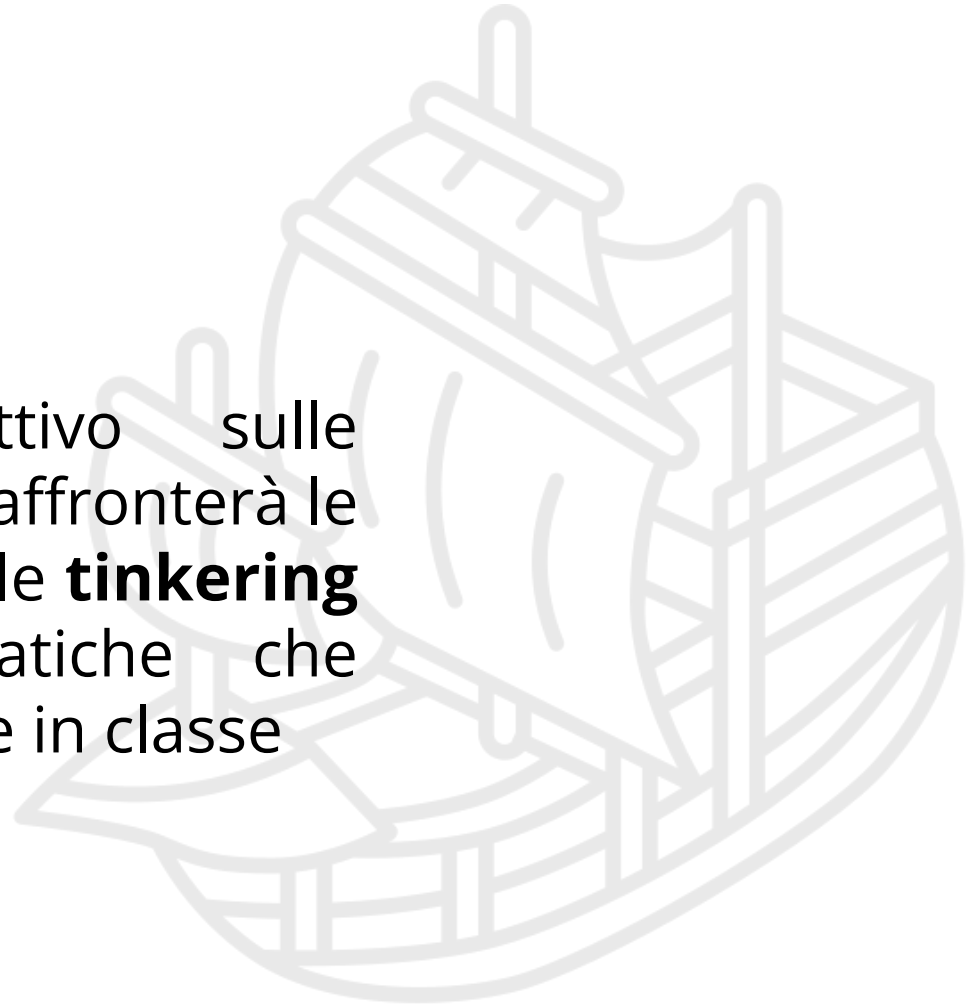 ttivo sulle
affronterà le
le **tinkering**
atiche che
e in classe